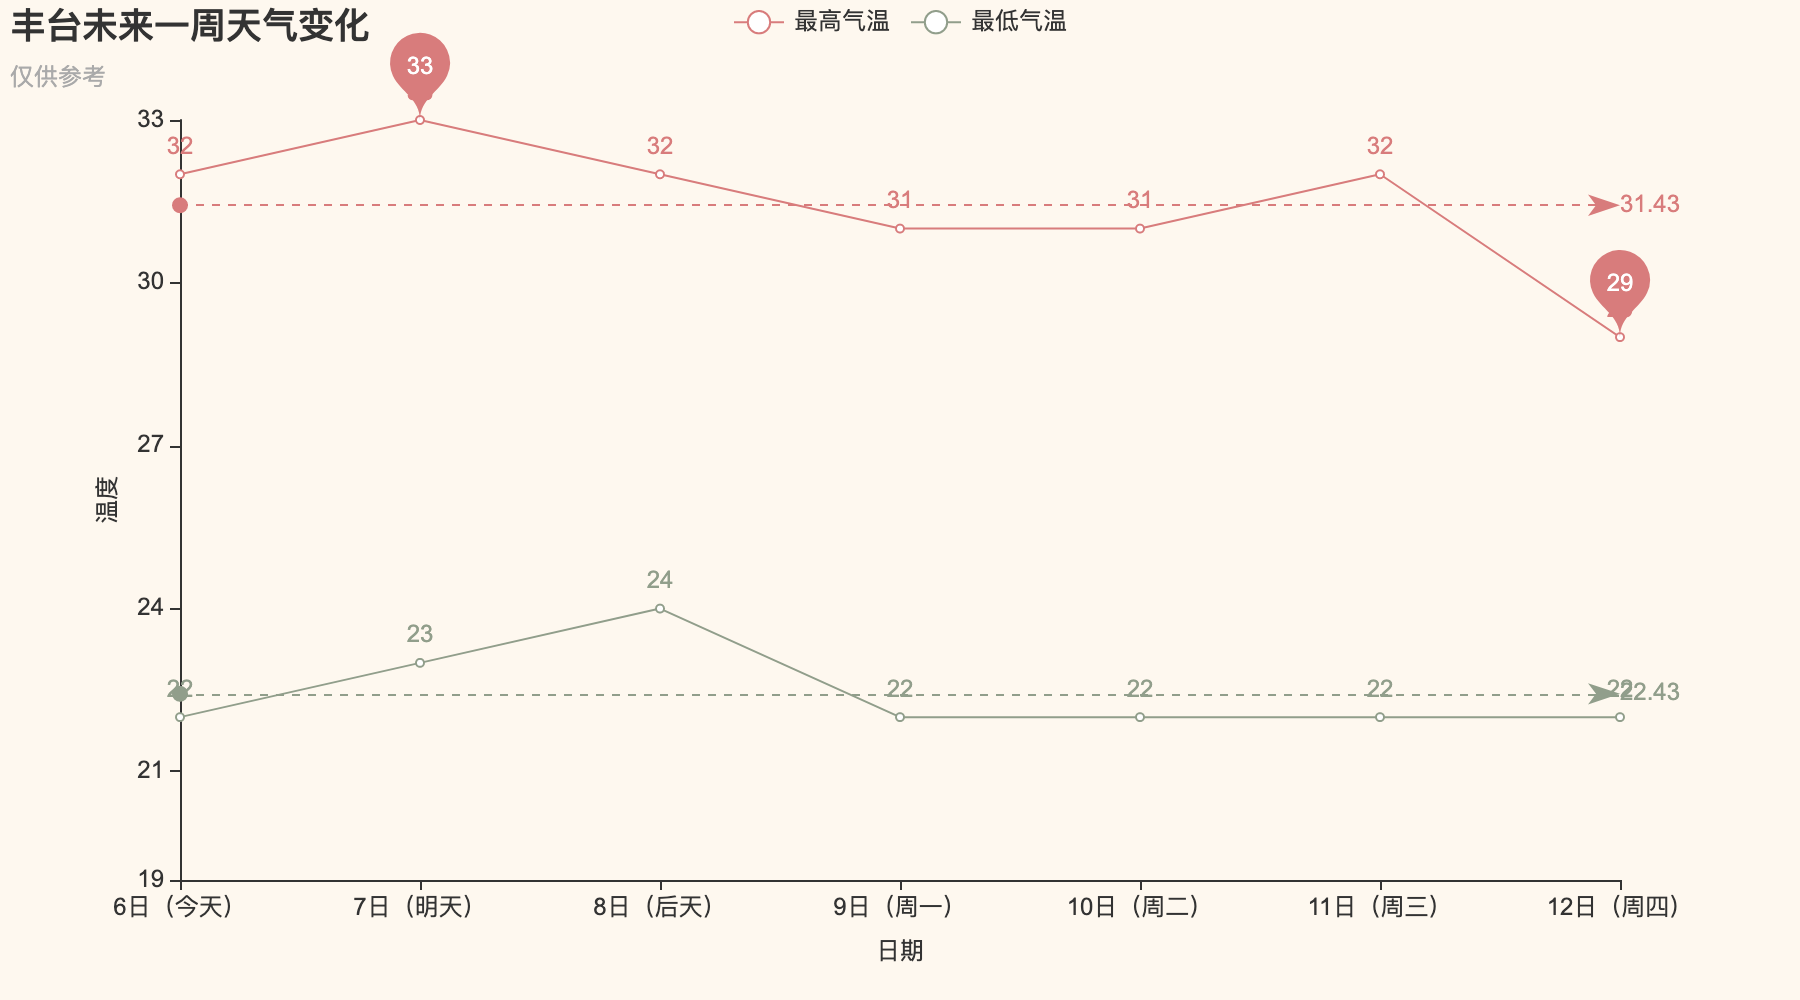 丰台未来一周天气变化
仅供参考
最高气温 最低气温
33
33
32 32 32
31 31
31.43
30
29
27
温度
24
24
23
22 22 22 22 22
22.43
21
19
6日（今天） 7日（明天） 8日（后天） 9日（周一） 10日（周二） 11日（周三） 12日（周四）
日期